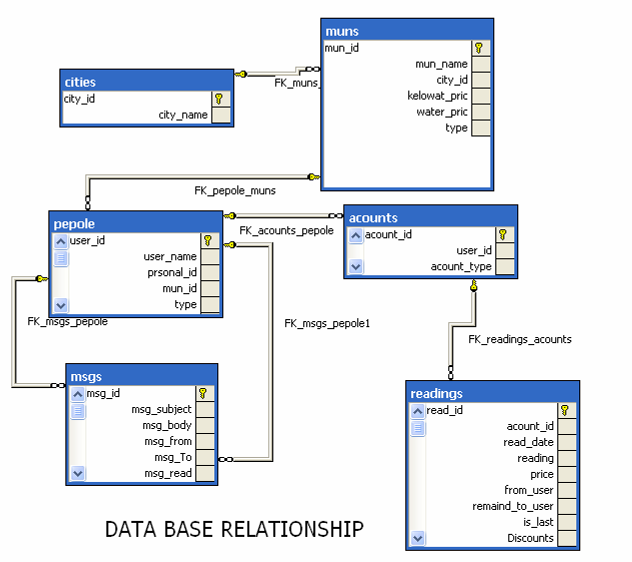 muns
mun_id
mun_name
city_id
kelowat_pric
water_pric
type
cities
city_id
city_name
FK_muns_
FK_pepole_muns
pepole
user_id
user_name
prsonal_id
mun_id
type
acounts
acount_id
user_id
acount_type
FK_acounts_pepole
FK_msgs_pepole
FK_msgs_pepole1
FK_readings_acounts
msgs
msg_id
msg_subject
msg_body
msg_from
msg_To
msg_read
readings
read_id
acount_id
read_date
reading
price
from_user
remaind_to_user
is_last
Discounts
DATA BASE RELATIONSHIP